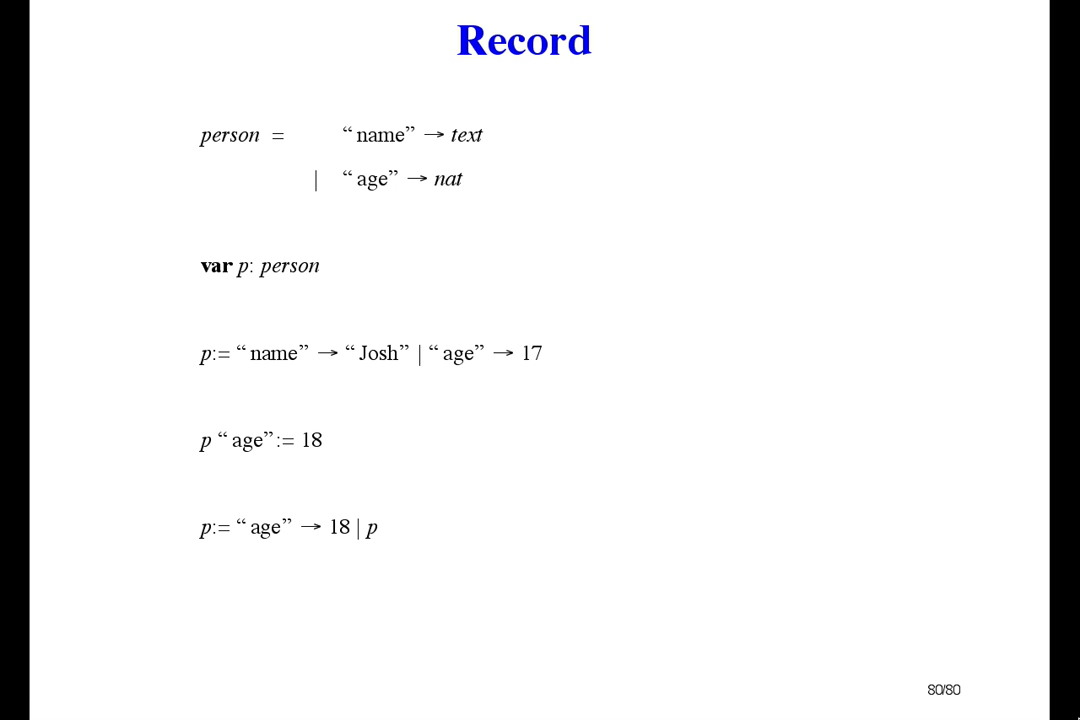 Record
person = “name” → text
| “age” → nat
var p: person
p:= “name” → “Josh” | “age” → 17
p “age”:= 18
p:= “age” → 18 | p
80/80